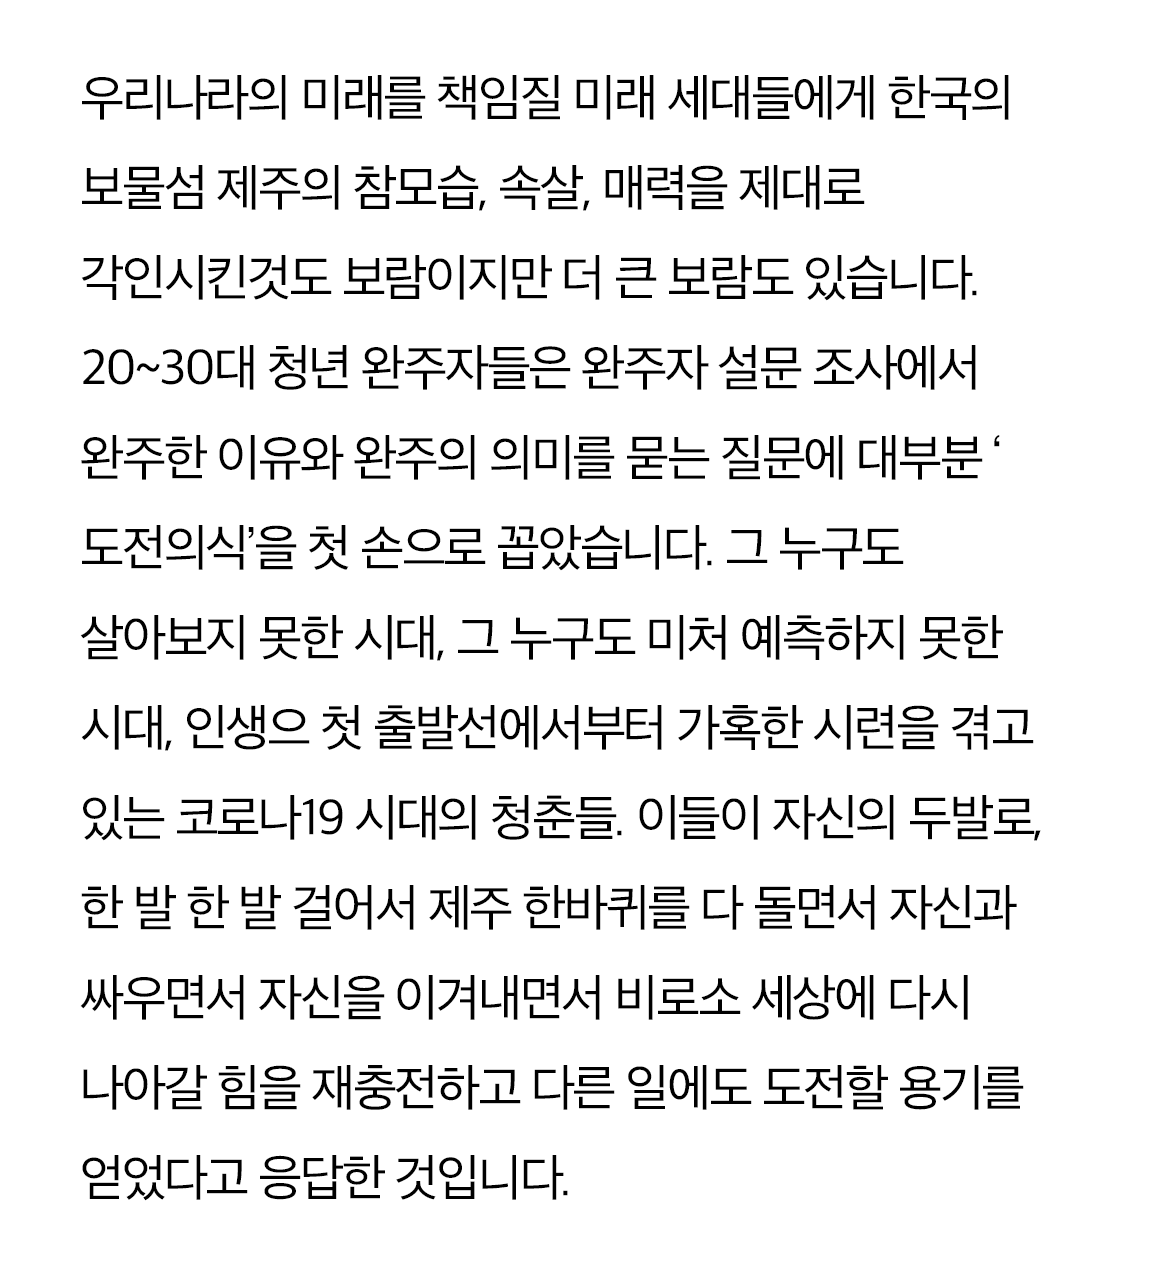 우리나라의 미래를 책임질 미래 세대들에게 한국의
보물섬 제주의 참모습, 속살, 매력을 제대로
각인시킨것도 보람이지만 더 큰 보람도 있습니다.
20~30대 청년 완주자들은 완주자 설문 조사에서
완주한 이유와 완주의 의미를 묻는 질문에 대부분 ‘
도전의식’을 첫 손으로 꼽았습니다. 그 누구도
살아보지 못한 시대, 그 누구도 미처 예측하지 못한
시대, 인생으 첫 출발선에서부터 가혹한 시련을 겪고
있는 코로나19 시대의 청춘들. 이들이 자신의 두발로,
한 발 한 발 걸어서 제주 한바퀴를 다 돌면서 자신과
싸우면서 자신을 이겨내면서 비로소 세상에 다시
나아갈 힘을 재충전하고 다른 일에도 도전할 용기를
얻었다고 응답한 것입니다.